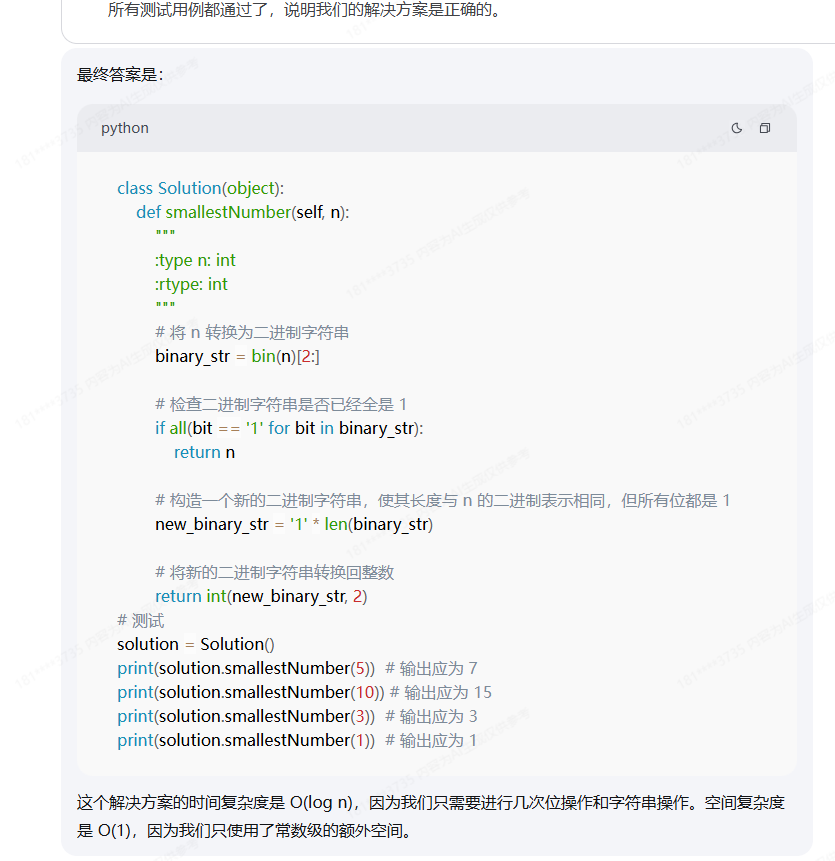 所有测试用例都通过了，说明我们的解决方案是正确的。
最终答案是：
python
class Solution(object):
def smallestNumber(self, n):
"""
:type n: int
:rtype: int
"""
# 将 n 转换为二进制字符串
binary_str = bin(n)[2:]
# 检查二进制字符串是否已经全是 1
if all(bit == '1' for bit in binary_str):
return n
# 构造一个新的二进制字符串，使其长度与 n 的二进制表示相同，但所有位都是 1
new_binary_str = '1' * len(binary_str)
# 将新的二进制字符串转换回整数
return int(new_binary_str, 2)
# 测试
solution = Solution()
print(solution.smallestNumber(5)) # 输出应为 7
print(solution.smallestNumber(10)) # 输出应为 15
print(solution.smallestNumber(3)) # 输出应为 3
print(solution.smallestNumber(1)) # 输出应为 1
这个解决方案的时间复杂度是 O(log n)，因为我们只需要进行几次位操作和字符串操作。空间复杂度
是 O(1)，因为我们只使用了常数级的额外空间。